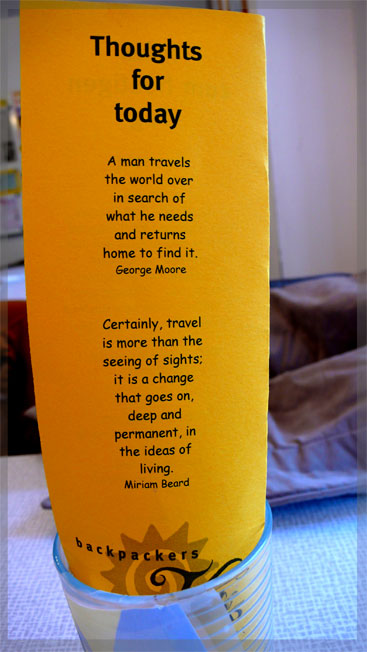 Thoughts
for
today
A man travels
the world over
in search of
what he needs
and returns
home to find it.
George Moore
Certainly, travel
is more than the
seeing of sights;
it is a change
that goes on,
deep and
permanent, in
the ideas of
living.
Miriam Beard
backpackers